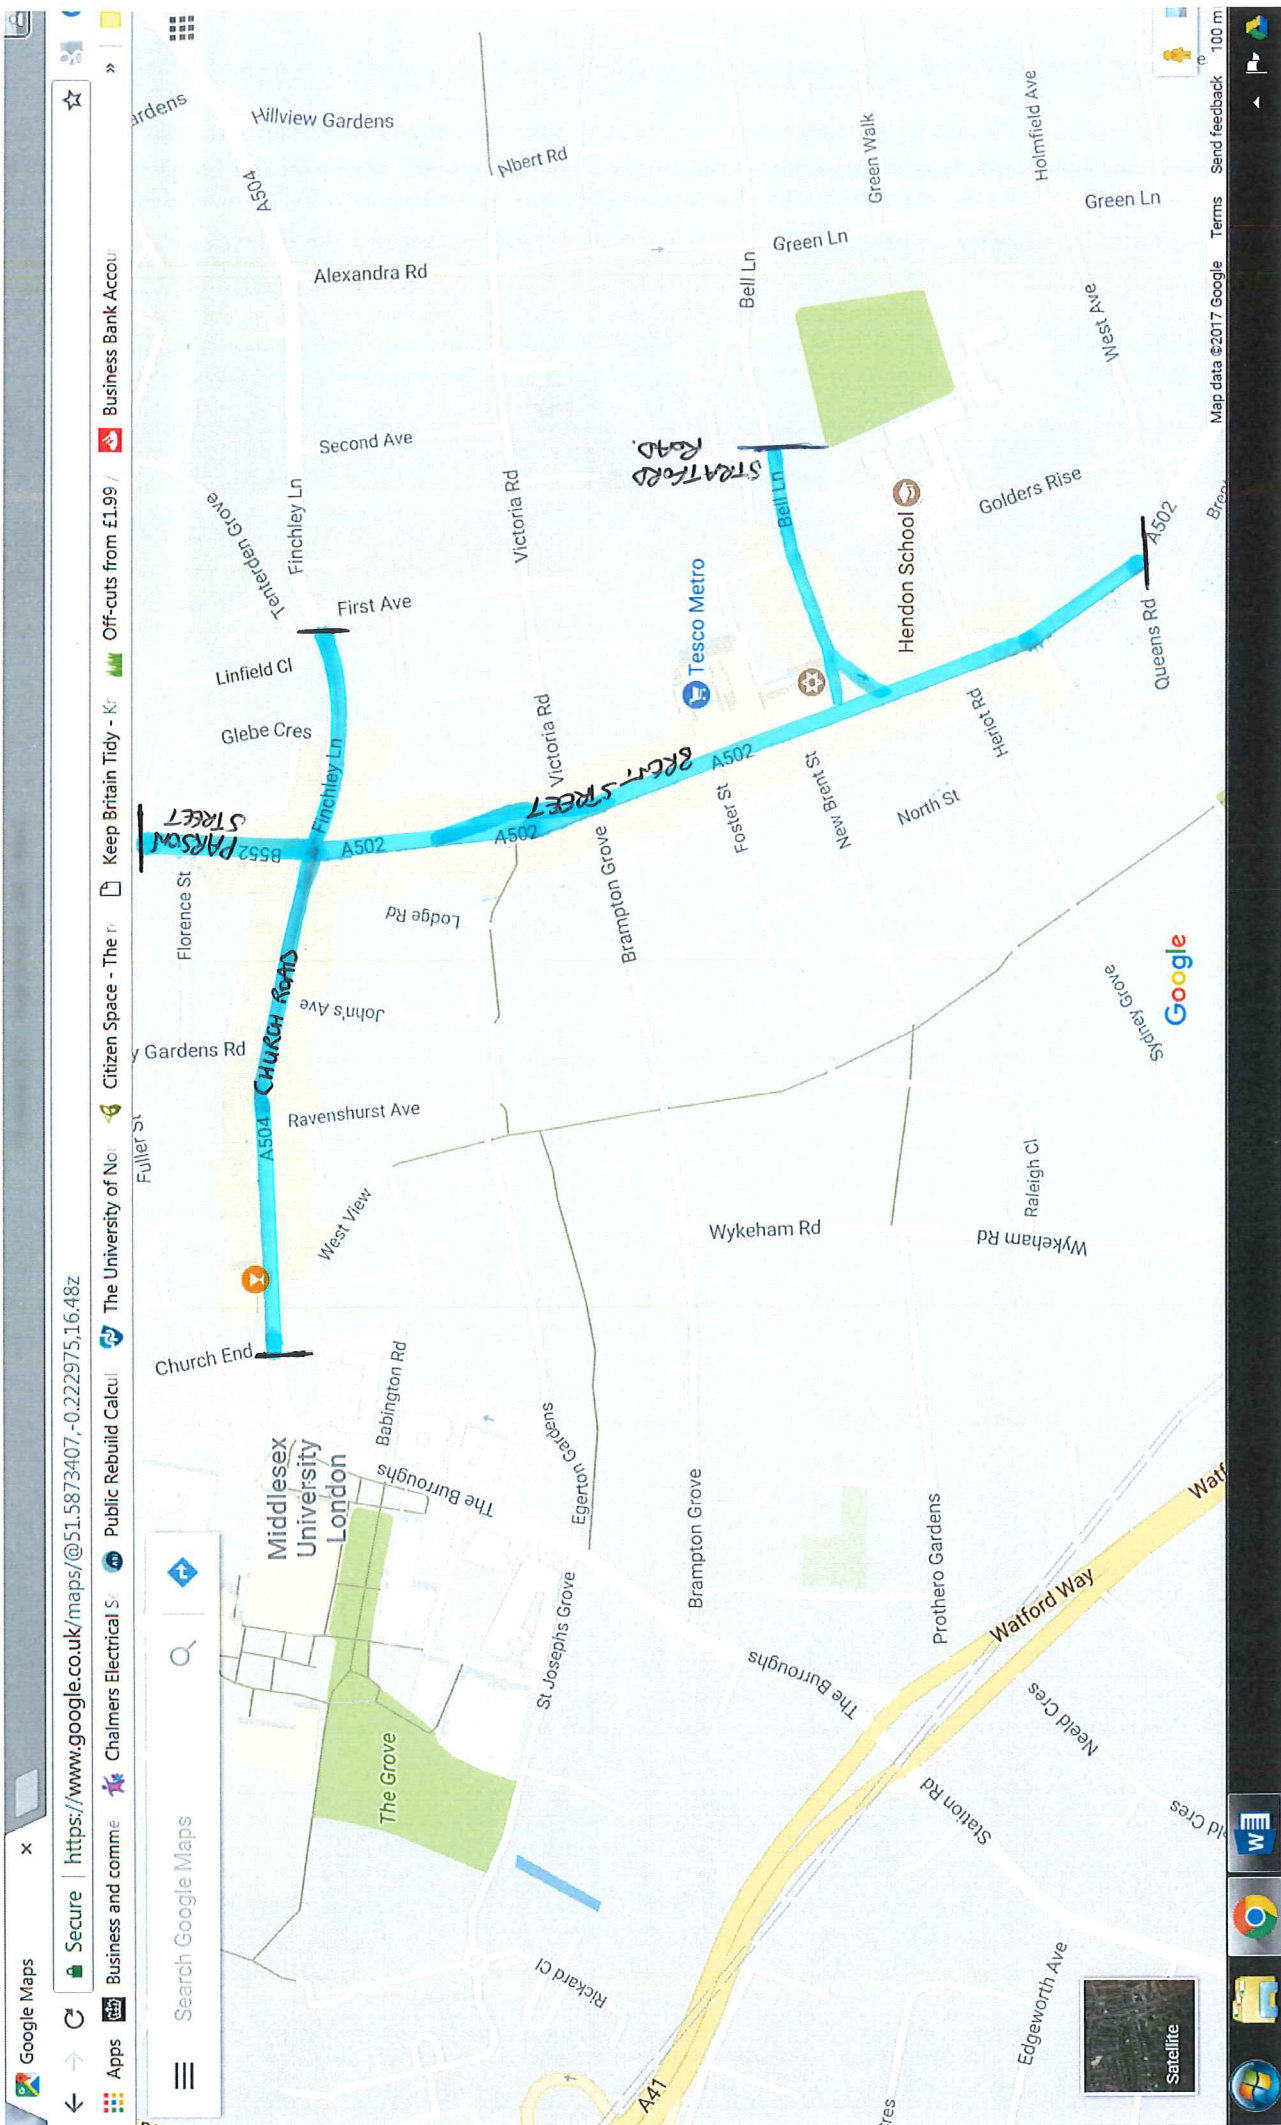 Google Maps ×
Secure | https://www.google.co.uk/maps/@51.5873407,-0.222975,16.48z
Apps Business and comme Chalmers Electrical S Public Rebuild Calcul The University of No Citizen Space - The r Keep Britain Tidy - Kr Off-cuts from £1.99 / Business Bank Accou »
Search Google Maps
Fuller St
y Gardens Rd
Florence St
PARSON
STREET
B552
ardens
Church End
A504
CHURCH ROAD
Glebe Cres
Linfield Cl
Tenterden Grove
Hillview Gardens
A504
Middlesex
University
London
West View
Ravenshurst Ave
John's Ave
Finchley Ln
Finchley Ln
First Ave
Second Ave
Alexandra Rd
A502
Lodge Rd
The Grove
Babington Rd
The Burroughs
Egerton Gardens
St Josephs Grove
A502
Victoria Rd
Victoria Rd
Albert Rd
BRENT STREET
Rickard Cl
Brampton Grove
Brampton Grove
Tesco Metro
STRATFORD
ROAD.
Wykeham Rd
Foster St
A502
Bell Ln
Bell Ln
Green Ln
Green Walk
The Burroughs
New Brent St
Hendon School
A41
Prothero Gardens
North St
Heriot Rd
Golders Rise
Holmfield Ave
Station Rd
Watford Way
Wykeham Rd
Raleigh Cl
Sydney Grove
West Ave
Green Ln
Edgeworth Ave
Neeld Cres
Queens Rd
A502
ld Cres
Watf
Bren
res
Satellite
Google
Map data ©2017 Google Terms Send feedback 100 m